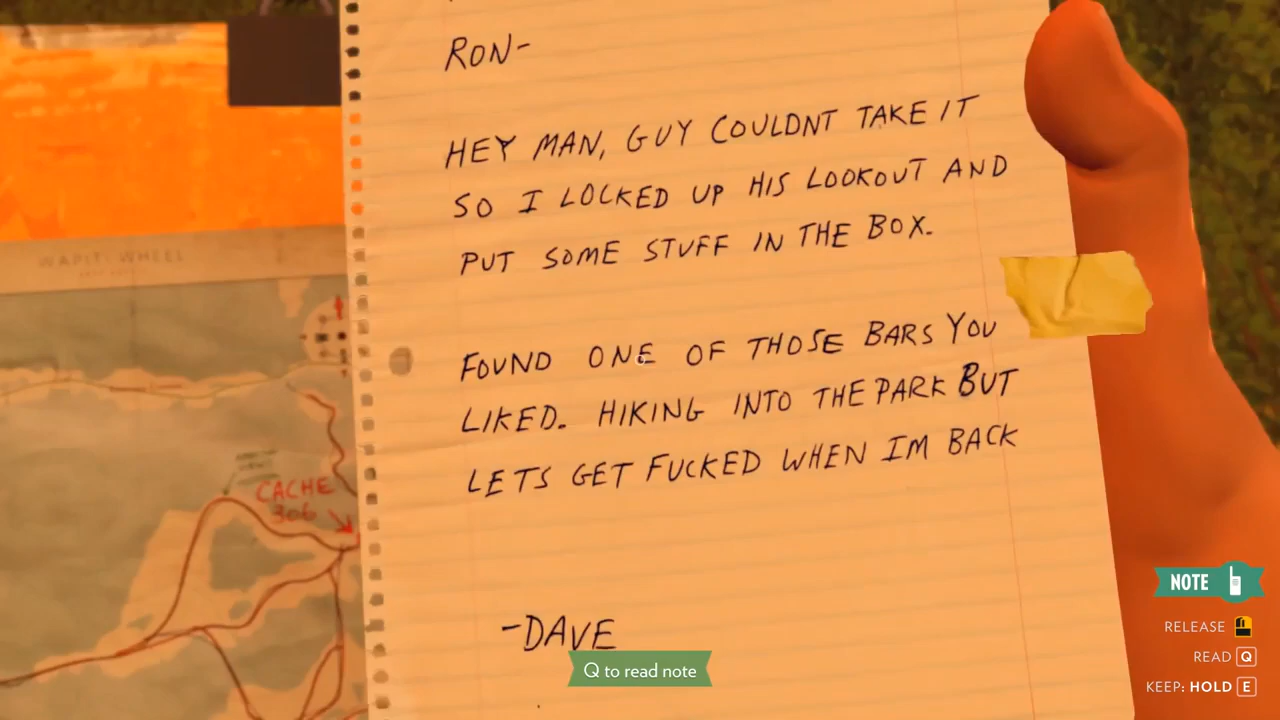 RON-
HEY MAN, GUY COULDNT TAKE IT
SO I LOCKED UP HIS LOOKOUT AND
PUT SOME STUFF IN THE BOX.
FOUND ONE OF THOSE BARS YOU
LIKED. HIKING INTO THE PARK BUT
LETS GET FUCKED WHEN IM BACK
-DAVE
WAPITI WHEEL
CACHE
306
Q to read note
NOTE
RELEASE
READ Q
KEEP: HOLD E